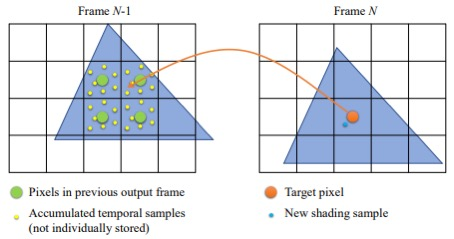 Frame N-1
Frame N
Pixels in previous output frame
Accumulated temporal samples
(not individually stored)
Target pixel
New shading sample